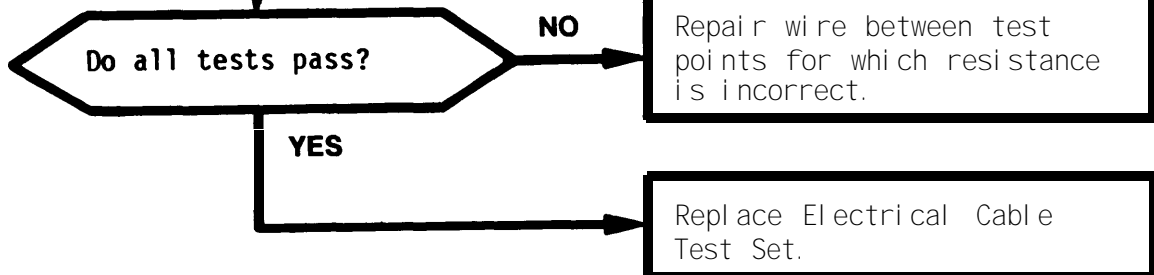 Do all tests pass?
NO
Repair wire between test
points for which resistance
is incorrect.
YES
Replace Electrical Cable
Test Set.